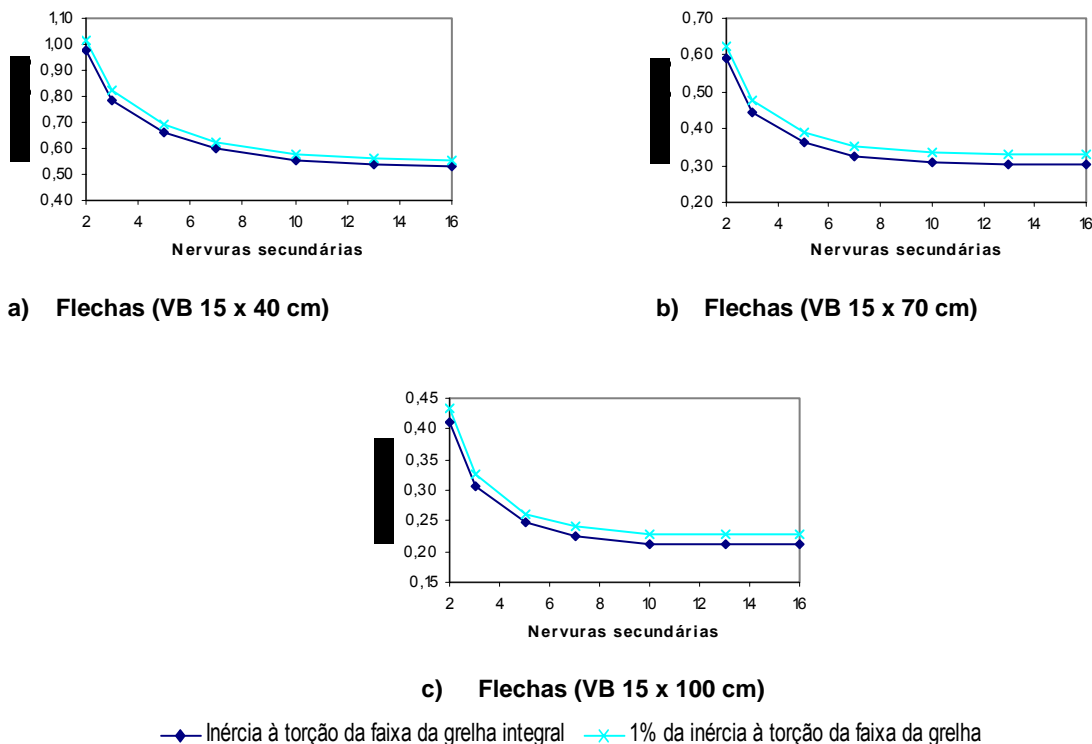 1,10
1,00
0,90
0,80
0,70
0,60
0,50
0,40
2 4 6 8 10 12 14 16
Nervuras secundárias
a) Flechas (VB 15 x 40 cm)
0,70
0,60
0,50
0,40
0,30
0,20
2 4 6 8 10 12 14 16
Nervuras secundárias
b) Flechas (VB 15 x 70 cm)
0,45
0,40
0,35
0,30
0,25
0,20
0,15
2 4 6 8 10 12 14 16
Nervuras secundárias
c) Flechas (VB 15 x 100 cm)
Inércia à torção da faixa da grelha integral 1% da inércia à torção da faixa da grelha